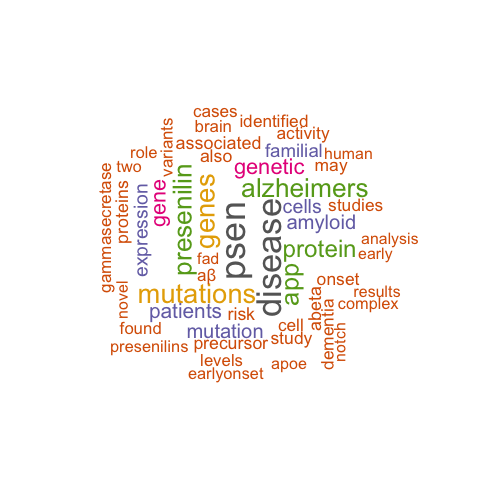 cases
brain
identified
activity
variants
associated
role
also
familial
human
two
genetic
may
gammasecretase
proteins
expression
gene
presenilin
genes
alzheimers
psen
disease
cells
studies
amyloid
protein
app
analysis
early
fad
aβ
mutations
onset
results
novel
patients
risk
abeta
complex
found
mutation
cell
dementia
notch
presenilins
precursor
study
levels
apoe
earlyonset